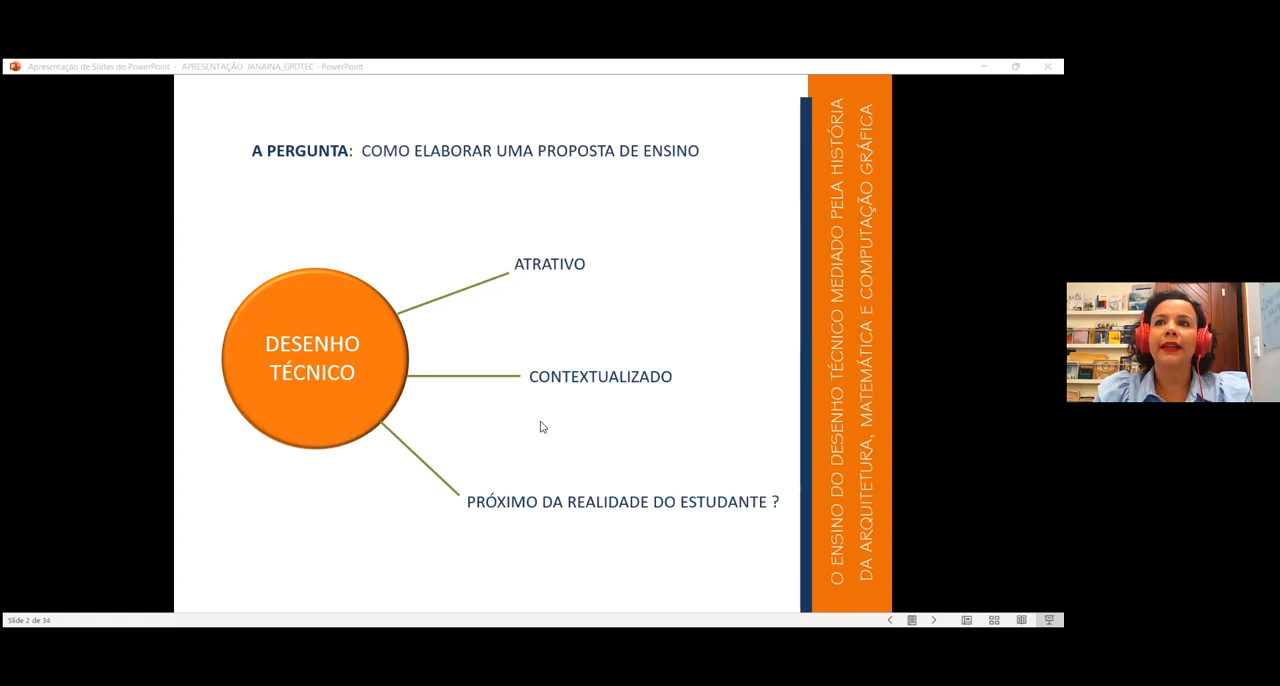 Apresentação de Slides do PowerPoint - APRESENTAÇÃO JANAINA_GPDTEC - PowerPoint
A PERGUNTA: COMO ELABORAR UMA PROPOSTA DE ENSINO
ATRATIVO
DESENHO
TÉCNICO
CONTEXTUALIZADO
PRÓXIMO DA REALIDADE DO ESTUDANTE ?
O ENSINO DO DESENHO TÉCNICO MEDIADO PELA HISTÓRIA
DA ARQUITETURA, MATEMÁTICA E COMPUTAÇÃO GRÁFICA
Slide 2 de 34